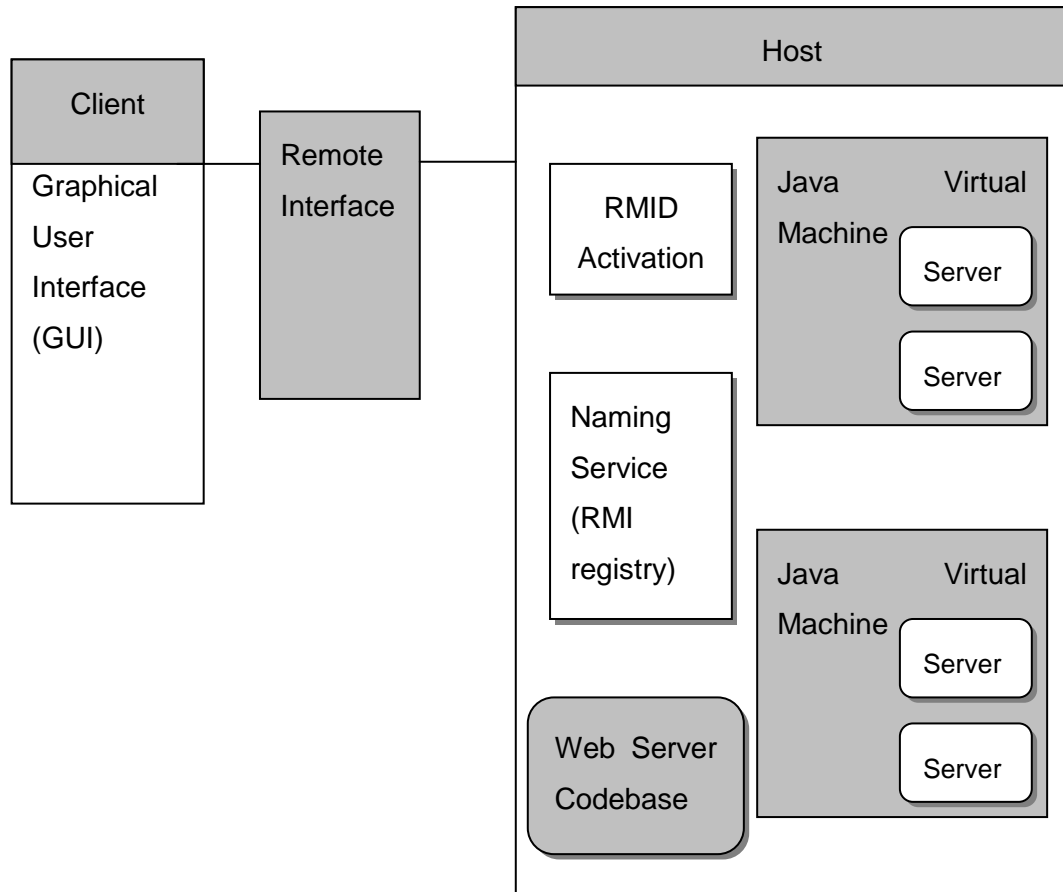 Client
Graphical
User
Interface
(GUI)
Remote
Interface
Host
RMID
Activation
Naming
Service
(RMI
registry)
Web Server
Codebase
Java Virtual
Machine
Server
Server
Java Virtual
Machine
Server
Server